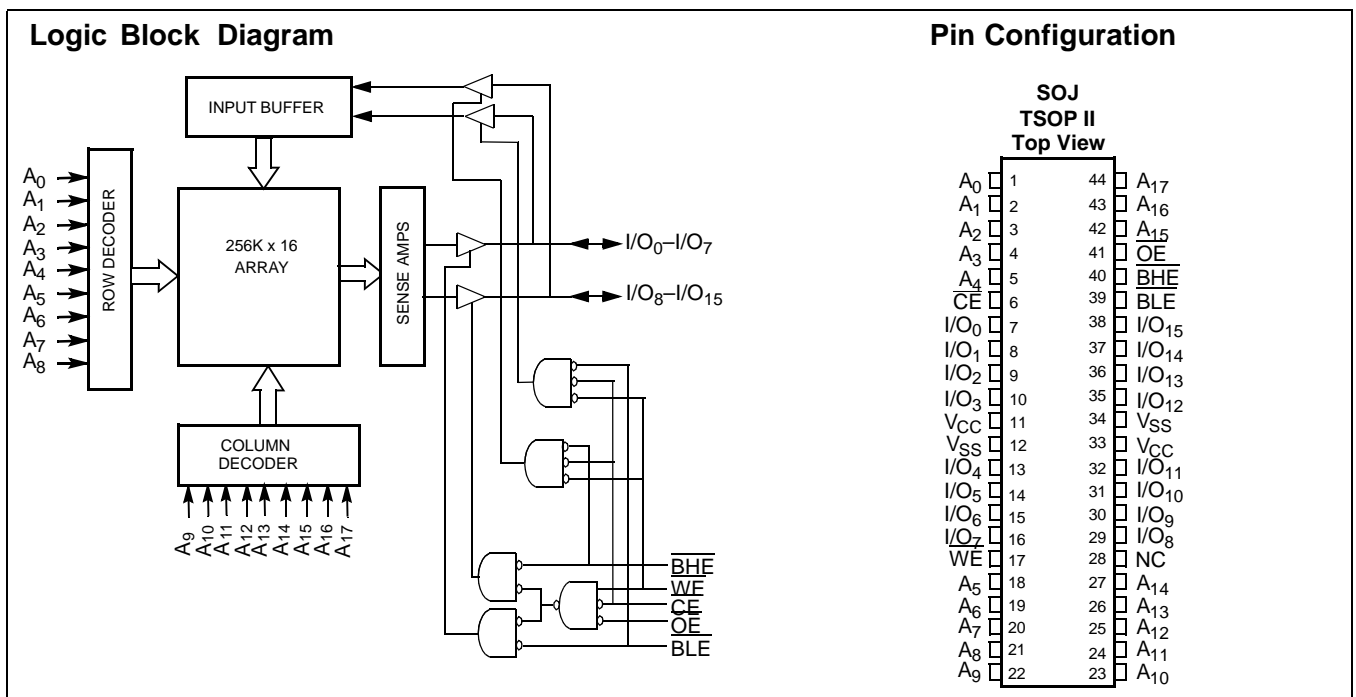 Logic Block Diagram
INPUT BUFFER
A0
A1
A2
A3
A4
A5
A6
A7
A8
ROW DECODER
256K x 16
ARRAY
SENSE AMPS
I/O0–I/O7
I/O8–I/O15
COLUMN
DECODER
A9
A10
A11
A12
A13
A14
A15
A16
A17
BHE
WE
CE
OE
BLE
Pin Configuration
SOJ
TSOP II
Top View
A0 1 44 A17
A1 2 43 A16
A2 3 42 A15
A3 4 41 OE
A4 5 40 BHE
CE 6 39 BLE
I/O0 7 38 I/O15
I/O1 8 37 I/O14
I/O2 9 36 I/O13
I/O3 10 35 I/O12
VCC 11 34 VSS
VSS 12 33 VCC
I/O4 13 32 I/O11
I/O5 14 31 I/O10
I/O6 15 30 I/O9
I/O7 16 29 I/O8
WE 17 28 NC
A5 18 27 A14
A6 19 26 A13
A7 20 25 A12
A8 21 24 A11
A9 22 23 A10